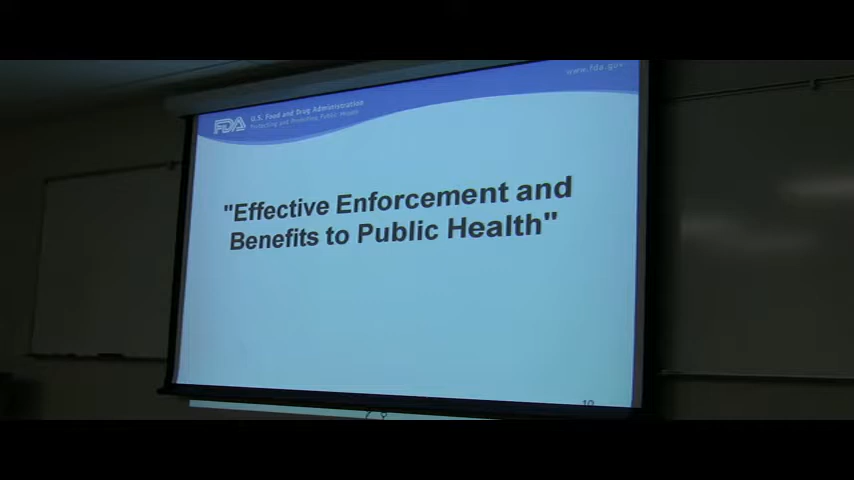 www.fda.gov
FDA U.S. Food and Drug Administration
Protecting and Promoting Public Health
"Effective Enforcement and
Benefits to Public Health"
10